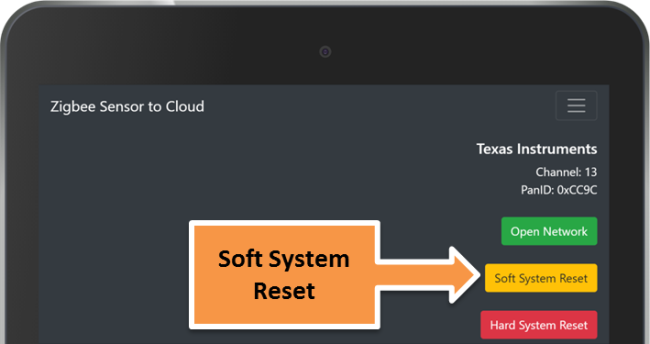 Zigbee Sensor to Cloud
Texas Instruments
Channel: 13
PanID: 0xCC9C
Open Network
Soft System
Reset
Soft System Reset
Hard System Reset